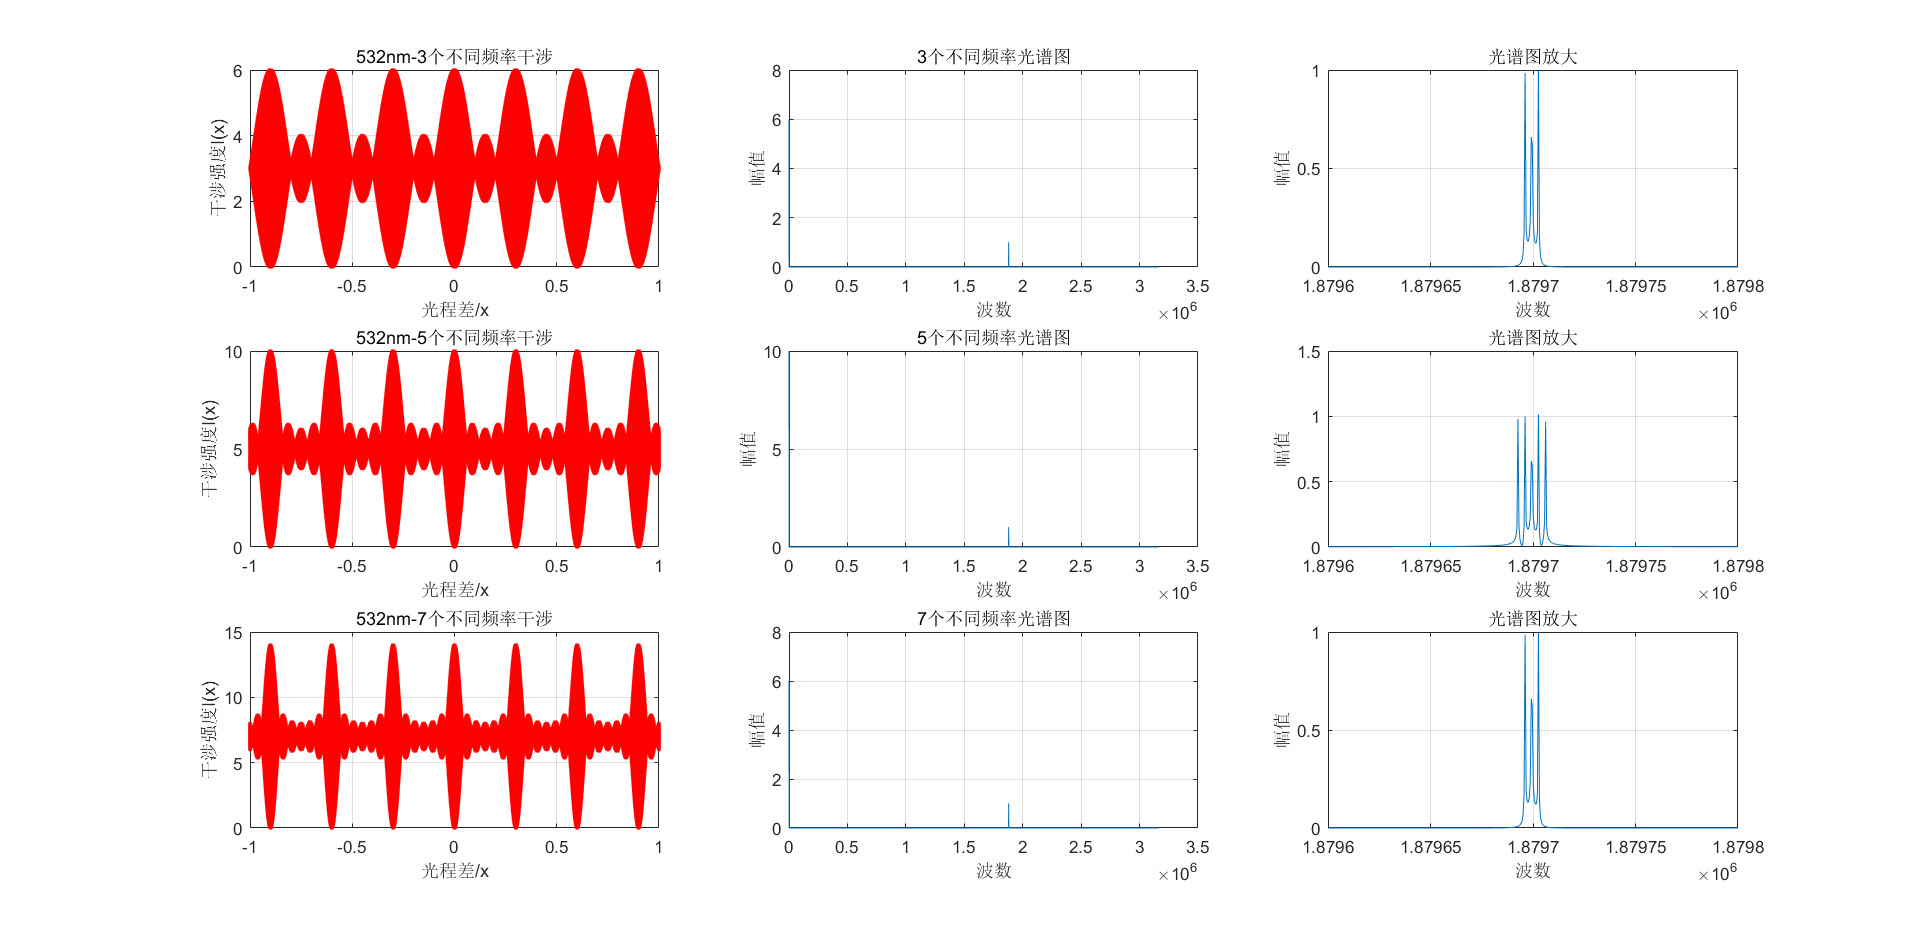 532nm-3个不同频率干涉
6
4
2
0
-1 -0.5 0 0.5 1
干涉强度I(x)
光程差/x
3个不同频率光谱图
8
6
4
2
0
0 0.5 1 1.5 2 2.5 3 3.5
幅值
波数
×10^6
光谱图放大
1
0.5
0
1.8796 1.87965 1.8797 1.87975 1.8798
幅值
波数
×10^6
532nm-5个不同频率干涉
10
5
0
-1 -0.5 0 0.5 1
干涉强度I(x)
光程差/x
5个不同频率光谱图
10
5
0
0 0.5 1 1.5 2 2.5 3 3.5
幅值
波数
×10^6
光谱图放大
1.5
1
0.5
0
1.8796 1.87965 1.8797 1.87975 1.8798
幅值
波数
×10^6
532nm-7个不同频率干涉
15
10
5
0
-1 -0.5 0 0.5 1
干涉强度I(x)
光程差/x
7个不同频率光谱图
8
6
4
2
0
0 0.5 1 1.5 2 2.5 3 3.5
幅值
波数
×10^6
光谱图放大
1
0.5
0
1.8796 1.87965 1.8797 1.87975 1.8798
幅值
波数
×10^6